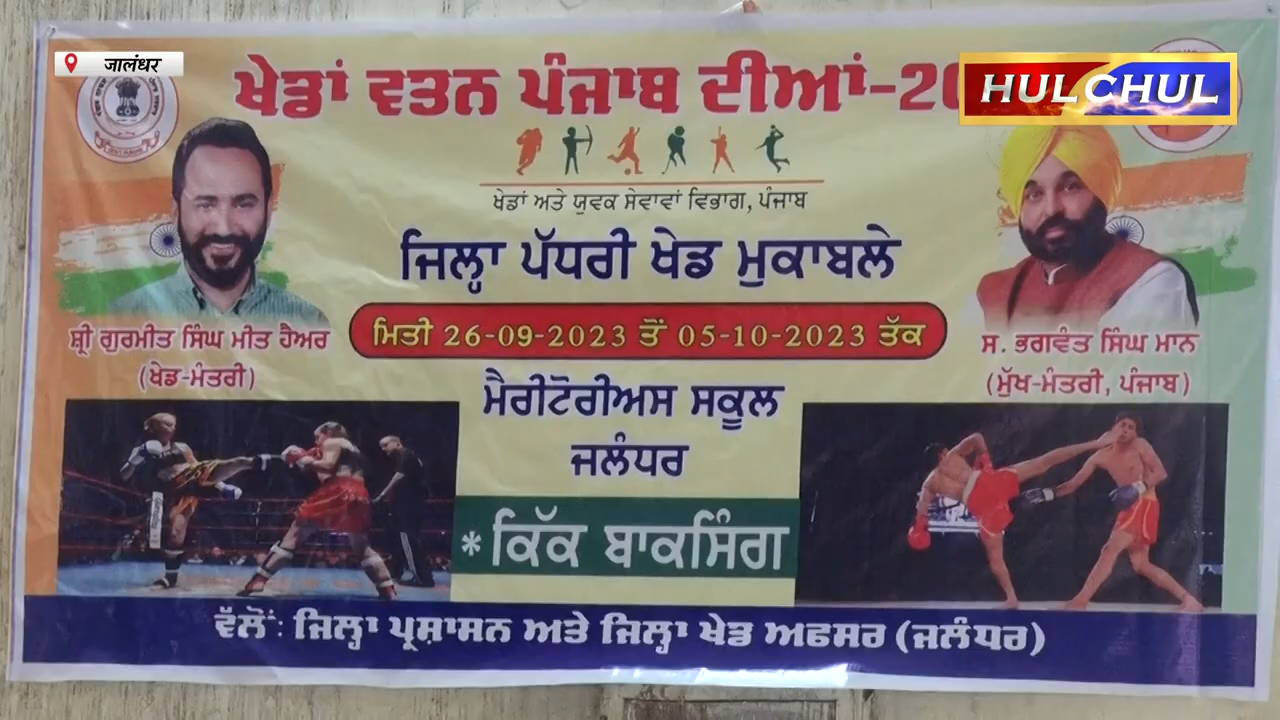 जालंधर
HULCHUL
ਖੇਡਾਂ ਵਤਨ ਪੰਜਾਬ ਦੀਆਂ-20
ਖੇਡਾਂ ਅਤੇ ਯੁਵਕ ਸੇਵਾਵਾਂ ਵਿਭਾਗ, ਪੰਜਾਬ
ਜਿਲ੍ਹਾ ਪੱਧਰੀ ਖੇਡ ਮੁਕਾਬਲੇ
ਮਿਤੀ 26-09-2023 ਤੋਂ 05-10-2023 ਤੱਕ
ਸ਼੍ਰੀ ਗੁਰਮੀਤ ਸਿੰਘ ਮੀਤ ਹੈਅਰ
(ਖੇਡ-ਮੰਤਰੀ)
ਸ. ਭਗਵੰਤ ਸਿੰਘ ਮਾਨ
(ਮੁੱਖ-ਮੰਤਰੀ, ਪੰਜਾਬ)
ਮੈਰੀਟੋਰੀਅਸ ਸਕੂਲ
ਜਲੰਧਰ
*ਕਿੱਕ ਬਾਕਸਿੰਗ
ਵੱਲੋਂ: ਜਿਲ੍ਹਾ ਪ੍ਰਸ਼ਾਸਨ ਅਤੇ ਜਿਲ੍ਹਾ ਖੇਡ ਅਫਸਰ (ਜਲੰਧਰ)